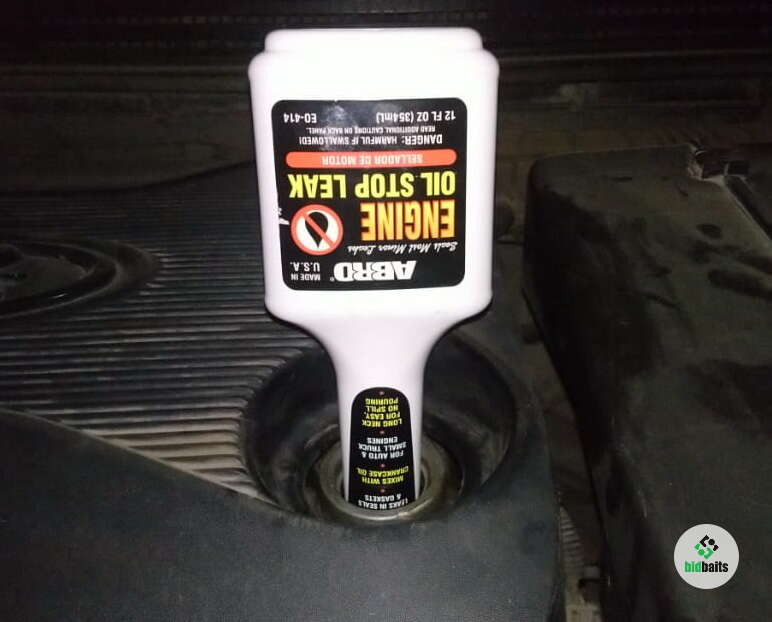 ABRO®
MADE IN
U.S.A.
Seals Most Minor Leaks
ENGINE
OIL STOP LEAK
SELLADOR DE MOTOR
DANGER: HARMFUL IF SWALLOWED!
READ ADDITIONAL CAUTIONS ON BACK PANEL.
12 FL OZ (354mL)
EO-414
LEAKS IN SEALS
& GASKETS
MIXES WITH
CRANKCASE OIL
FOR AUTO &
SMALL TRUCK
ENGINES
LONG NECK
FOR EASY,
NO SPILL
POURING
bidbaits